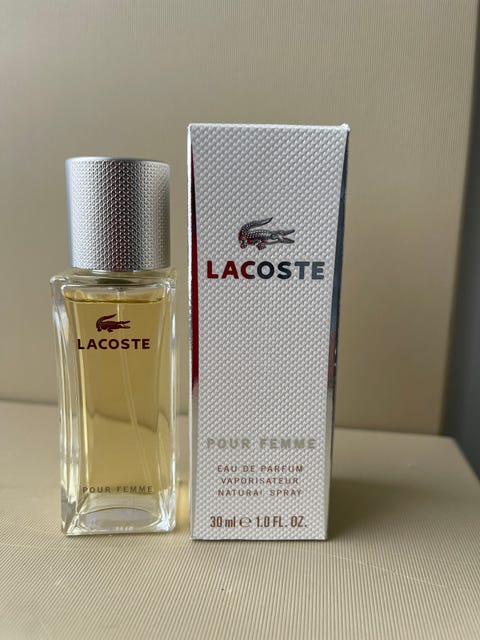 LACOSTE
POUR FEMME
LACOSTE
POUR FEMME
EAU DE PARFUM
VAPORISATEUR
NATURAL SPRAY
30 ml ℮ 1.0 FL. OZ.